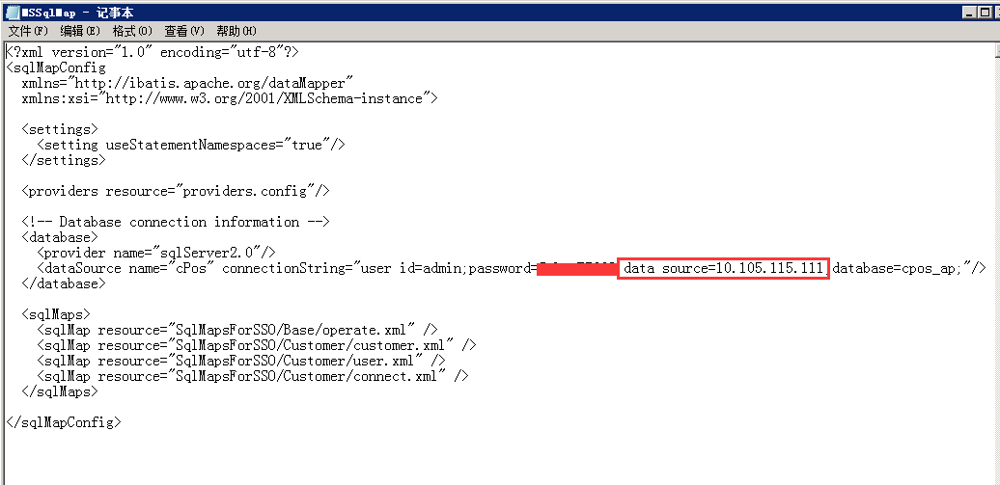 MSSqlMap - 记事本
文件(F) 编辑(E) 格式(O) 查看(V) 帮助(H)
<?xml version="1.0" encoding="utf-8"?>
<sqlMapConfig
xmlns="http://ibatis.apache.org/dataMapper"
xmlns:xsi="http://www.w3.org/2001/XMLSchema-instance">
<settings>
<setting useStatementNamespaces="true"/>
</settings>
<providers resource="providers.config"/>
<!-- Database connection information -->
<database>
<provider name="sqlServer2.0"/>
<dataSource name="cPos" connectionString="user id=admin;password= data source=10.105.115.111;database=cpos_ap;"/>
</database>
<sqlMaps>
<sqlMap resource="SqlMapsForSSO/Base/operate.xml" />
<sqlMap resource="SqlMapsForSSO/Customer/customer.xml" />
<sqlMap resource="SqlMapsForSSO/Customer/user.xml" />
<sqlMap resource="SqlMapsForSSO/Customer/connect.xml" />
</sqlMaps>
</sqlMapConfig>